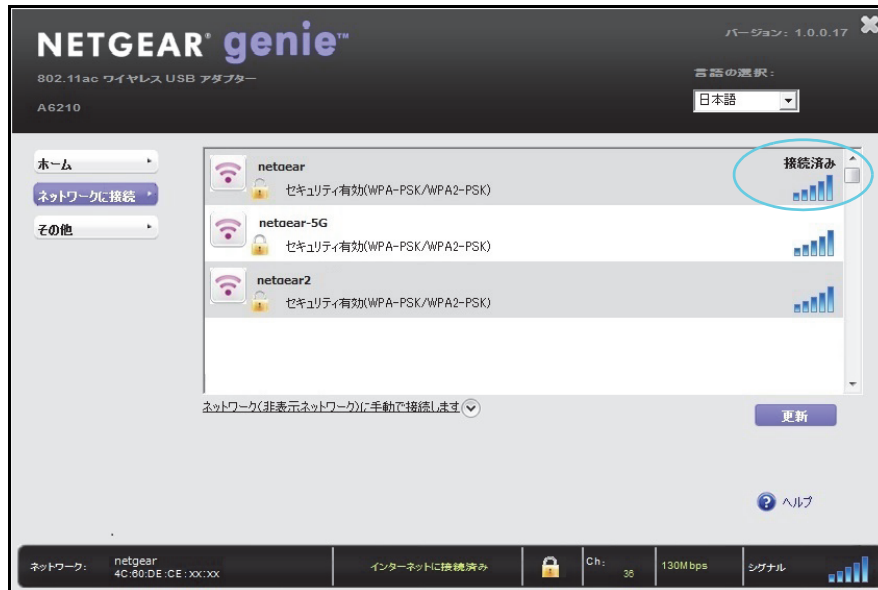 NETGEAR® genie™
バージョン: 1.0.0.17
802.11ac ワイヤレス USB アダプター
言語の選択:
A6210
日本語
ホーム
ネットワークに接続
その他
netgear
接続済み
セキュリティ有効(WPA-PSK/WPA2-PSK)
netgear-5G
セキュリティ有効(WPA-PSK/WPA2-PSK)
netgear2
セキュリティ有効(WPA-PSK/WPA2-PSK)
ネットワーク(非表示ネットワーク)に手動で接続します
更新
ヘルプ
ネットワーク: netgear
4C:60:DE:CE:XX:XX
インターネットに接続済み
Ch: 36
130Mbps
シグナル